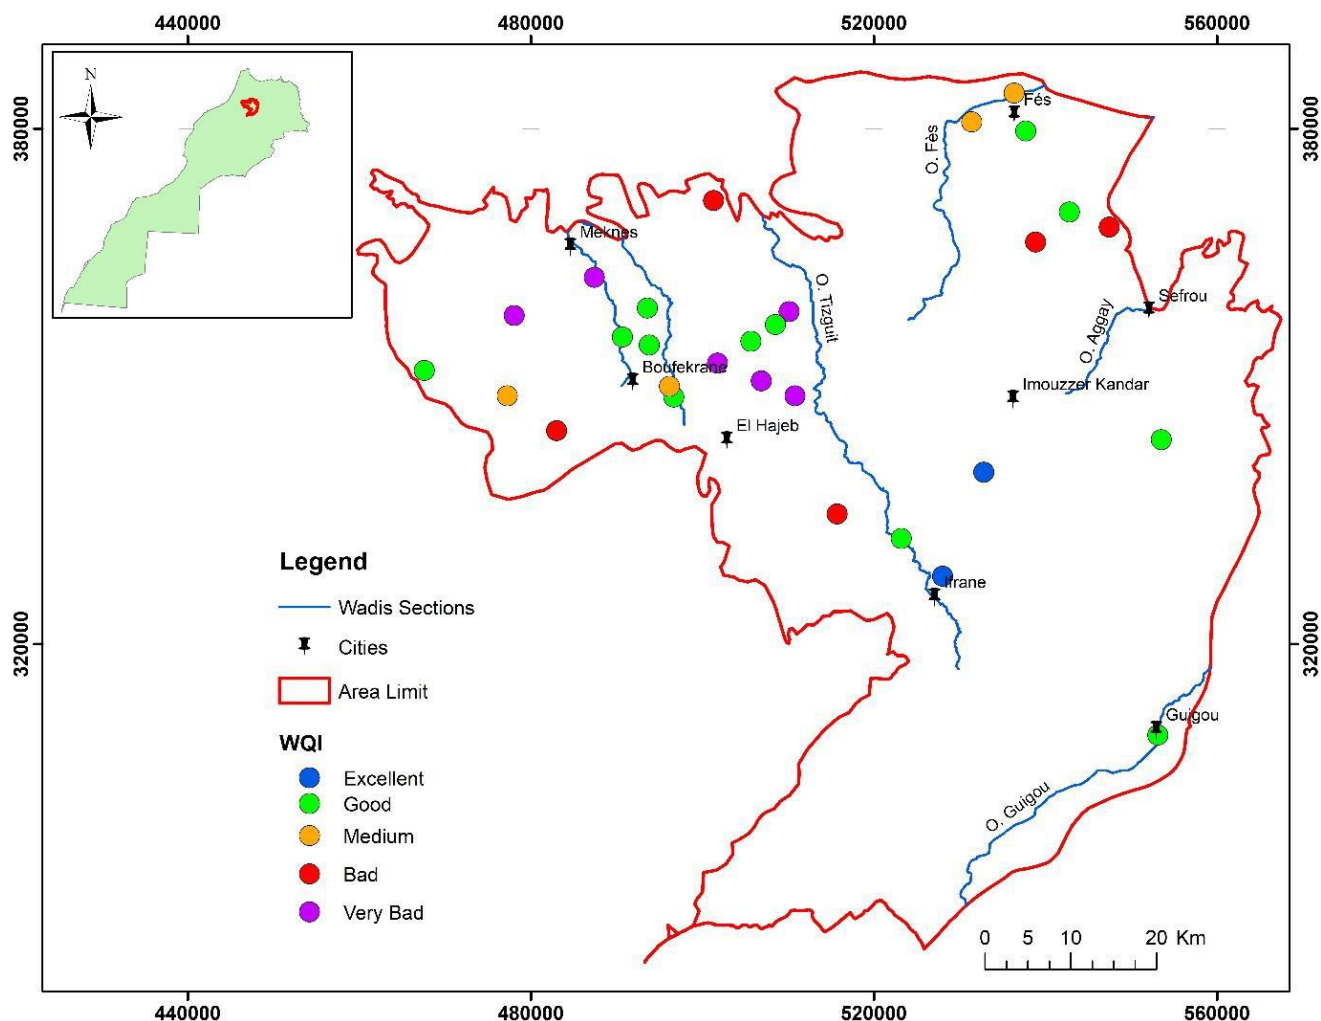 440000
480000
520000
560000
N
380000
380000
Fés
O. Fès
Meknes
O. Tizguit
Sefrou
O. Aggay
Boufekrane
Imouzzer Kandar
El Hajeb
Ifrane
320000
320000
Legend
Wadis Sections
Cities
Area Limit
WQI
Excellent
Good
Medium
Bad
Very Bad
Guigou
O. Guigou
0 5 10 20 Km
440000
480000
520000
560000